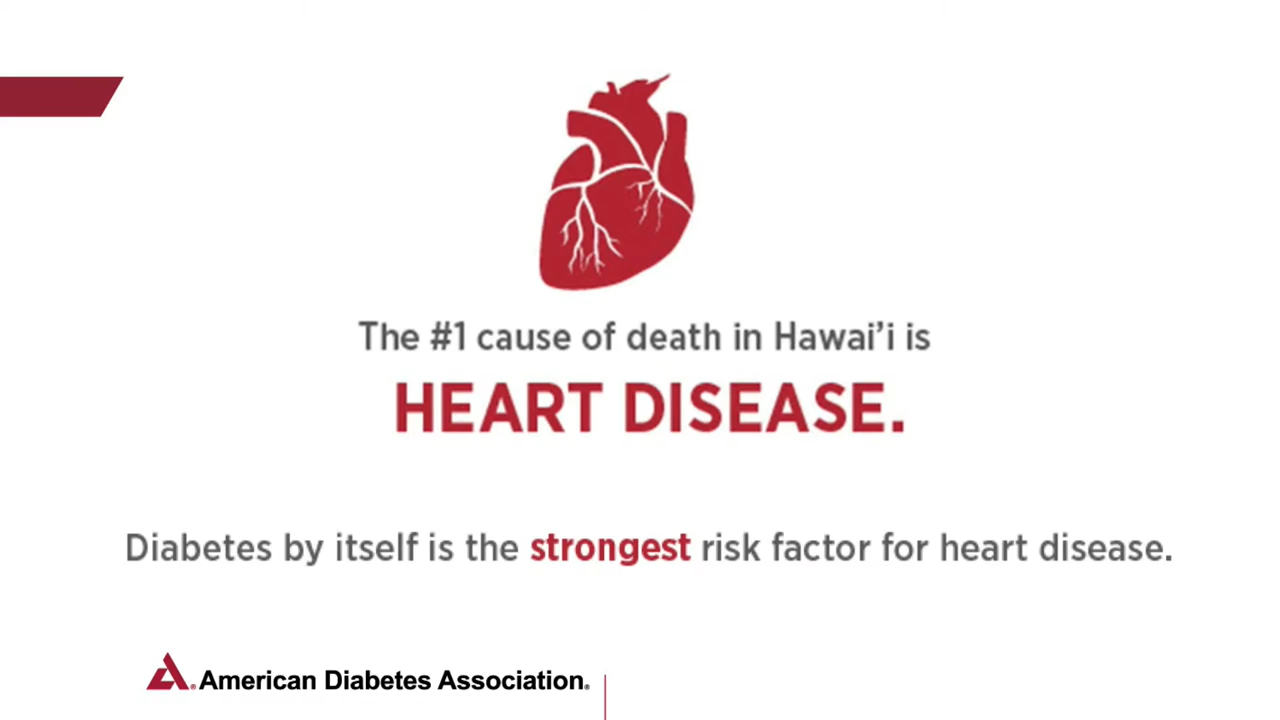 The #1 cause of death in Hawai’i is
HEART DISEASE.
Diabetes by itself is the strongest risk factor for heart disease.
American Diabetes Association®